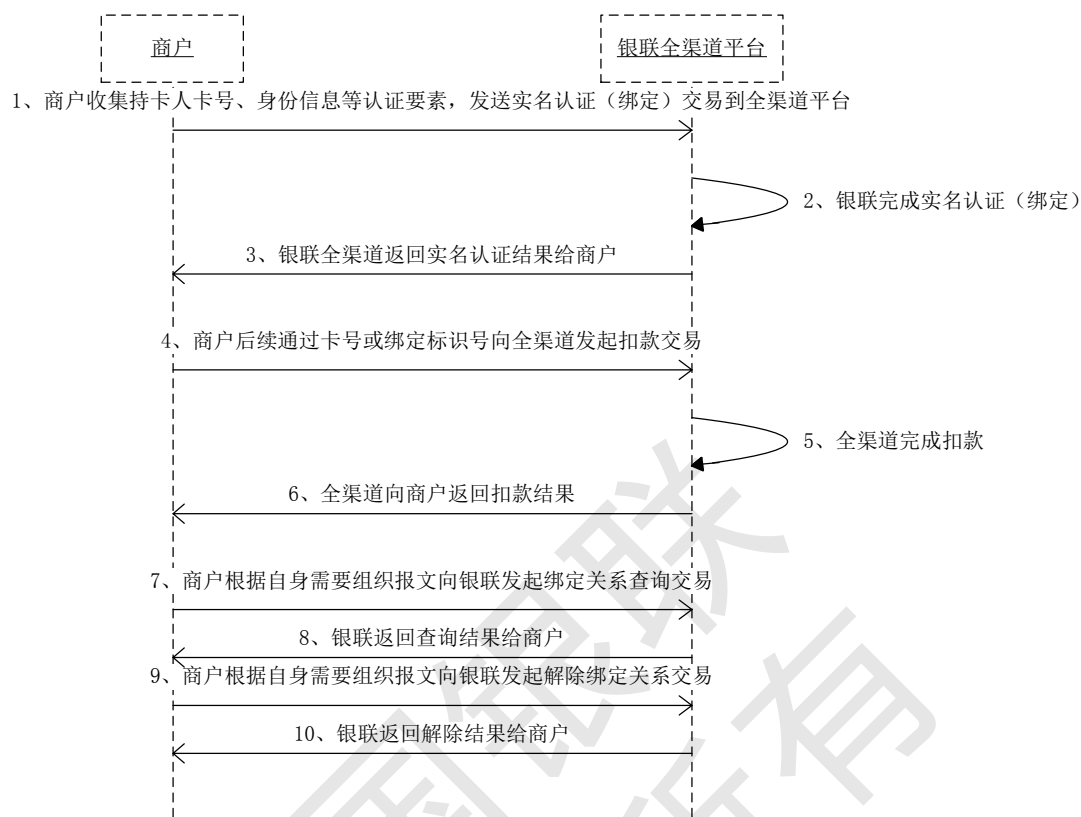 商户
银联全渠道平台
1、商户收集持卡人卡号、身份信息等认证要素，发送实名认证（绑定）交易到全渠道平台
2、银联完成实名认证（绑定）
3、银联全渠道返回实名认证结果给商户
4、商户后续通过卡号或绑定标识号向全渠道发起扣款交易
5、全渠道完成扣款
6、全渠道向商户返回扣款结果
7、商户根据自身需要组织报文向银联发起绑定关系查询交易
8、银联返回查询结果给商户
9、商户根据自身需要组织报文向银联发起解除绑定关系交易
10、银联返回解除结果给商户
国银联
所有